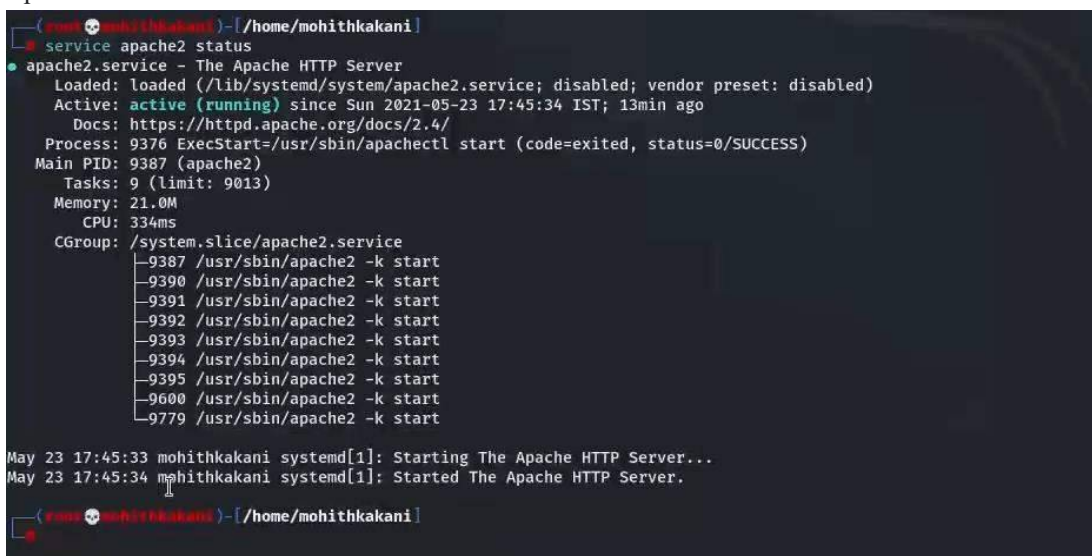 ┌──(root💀mohithkakani)-[/home/mohithkakani]
└─# service apache2 status
● apache2.service - The Apache HTTP Server
Loaded: loaded (/lib/systemd/system/apache2.service; disabled; vendor preset: disabled)
Active: active (running) since Sun 2021-05-23 17:45:34 IST; 13min ago
Docs: https://httpd.apache.org/docs/2.4/
Process: 9376 ExecStart=/usr/sbin/apachectl start (code=exited, status=0/SUCCESS)
Main PID: 9387 (apache2)
Tasks: 9 (limit: 9013)
Memory: 21.0M
CPU: 334ms
CGroup: /system.slice/apache2.service
├─9387 /usr/sbin/apache2 -k start
├─9390 /usr/sbin/apache2 -k start
├─9391 /usr/sbin/apache2 -k start
├─9392 /usr/sbin/apache2 -k start
├─9393 /usr/sbin/apache2 -k start
├─9394 /usr/sbin/apache2 -k start
├─9395 /usr/sbin/apache2 -k start
├─9600 /usr/sbin/apache2 -k start
└─9779 /usr/sbin/apache2 -k start
May 23 17:45:33 mohithkakani systemd[1]: Starting The Apache HTTP Server...
May 23 17:45:34 mohithkakani systemd[1]: Started The Apache HTTP Server.
┌──(root💀mohithkakani)-[/home/mohithkakani]
└─#